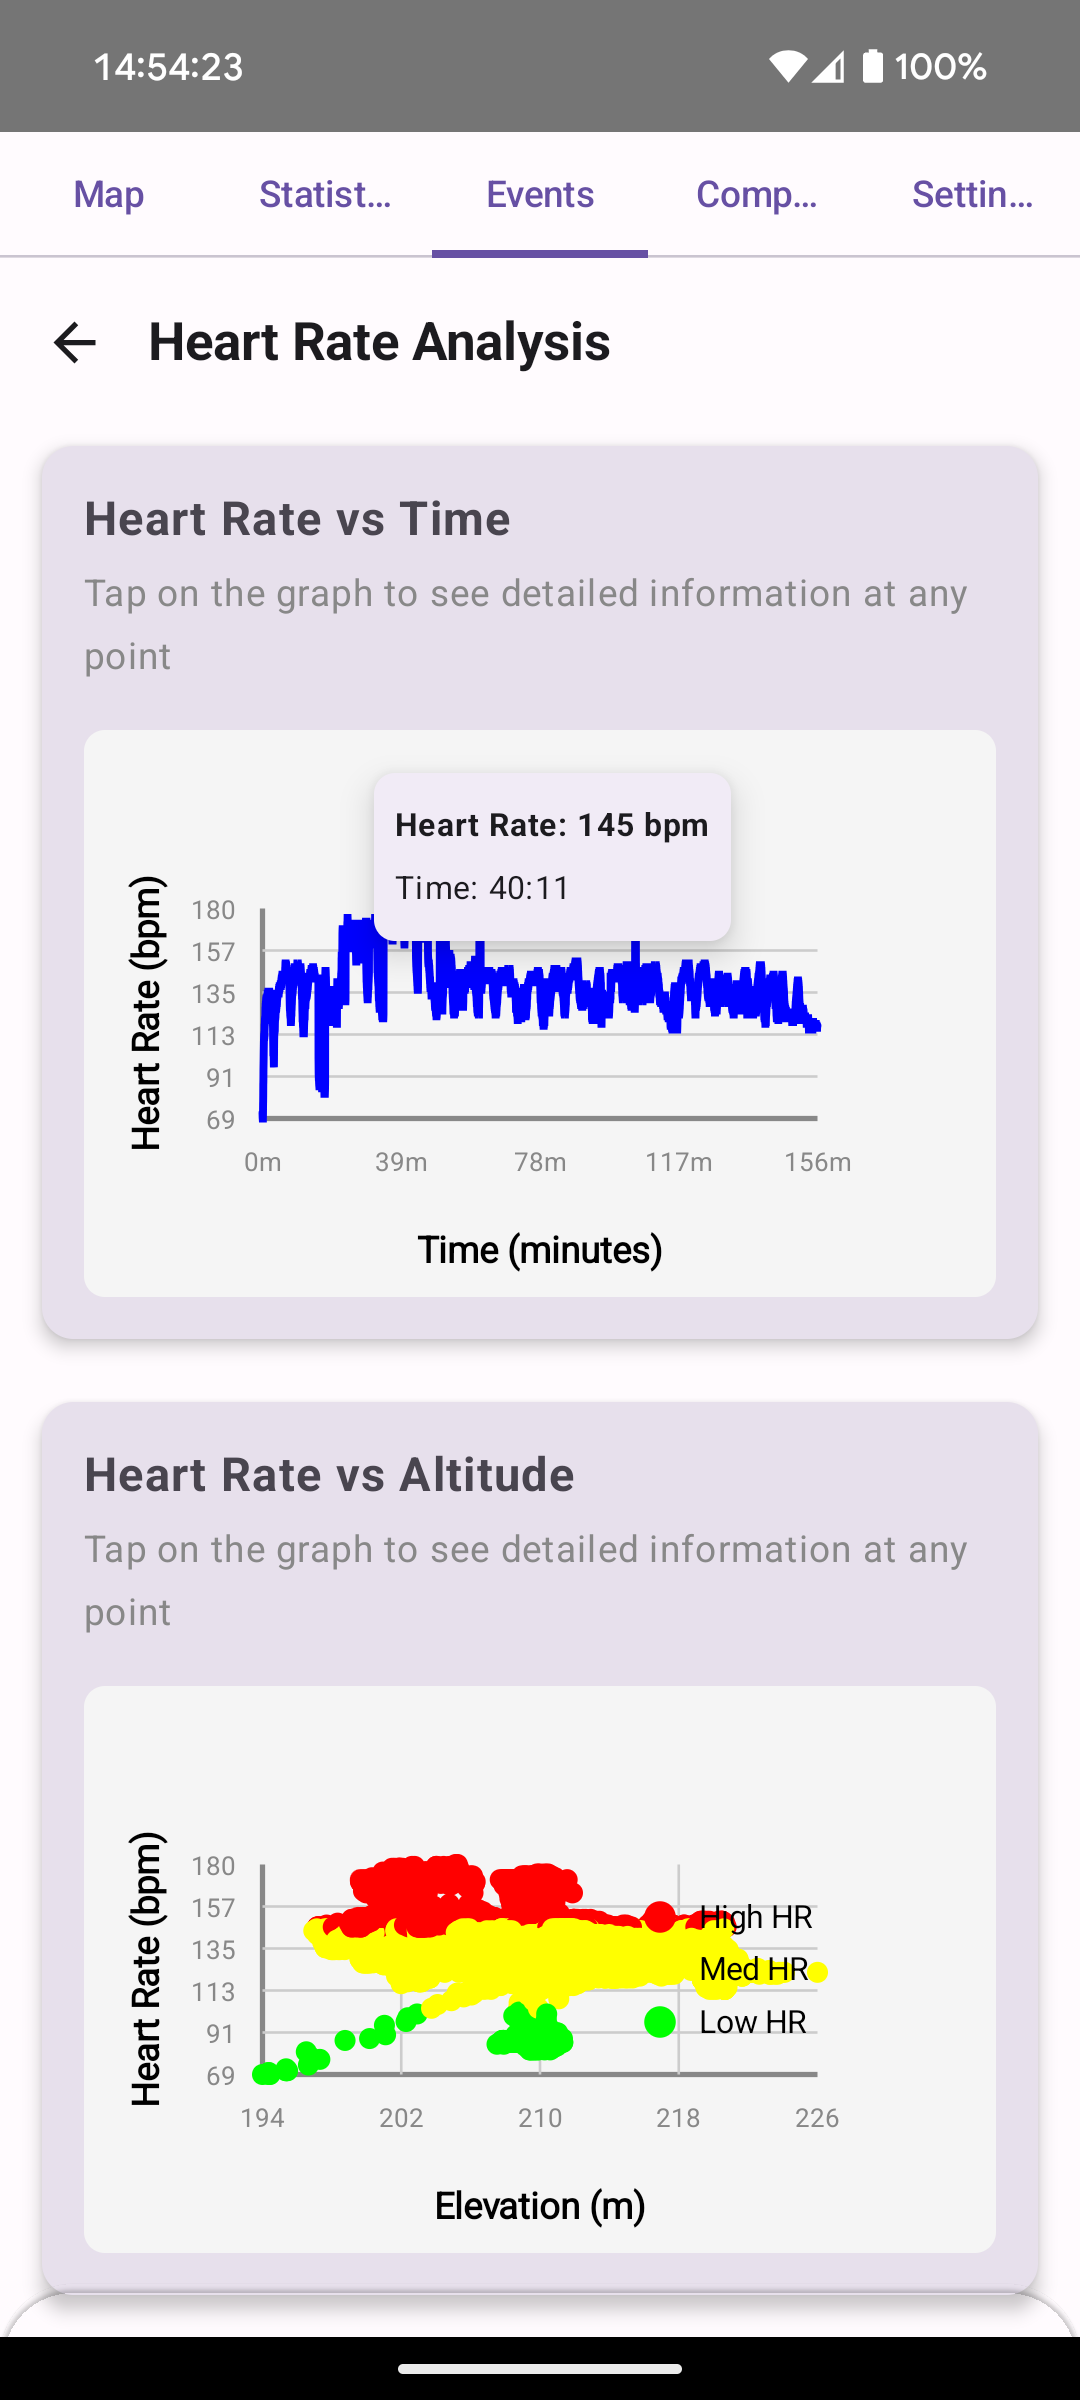 14:54:23 100%
Map Statist... Events Comp... Settin...
Heart Rate Analysis
Heart Rate vs Time
Tap on the graph to see detailed information at any
point
Heart Rate: 145 bpm
Time: 40:11
Heart Rate (bpm)
180
157
135
113
91
69
0m 39m 78m 117m 156m
Time (minutes)
Heart Rate vs Altitude
Tap on the graph to see detailed information at any
point
Heart Rate (bpm)
180
157
135
113
91
69
High HR
Med HR
Low HR
194 202 210 218 226
Elevation (m)